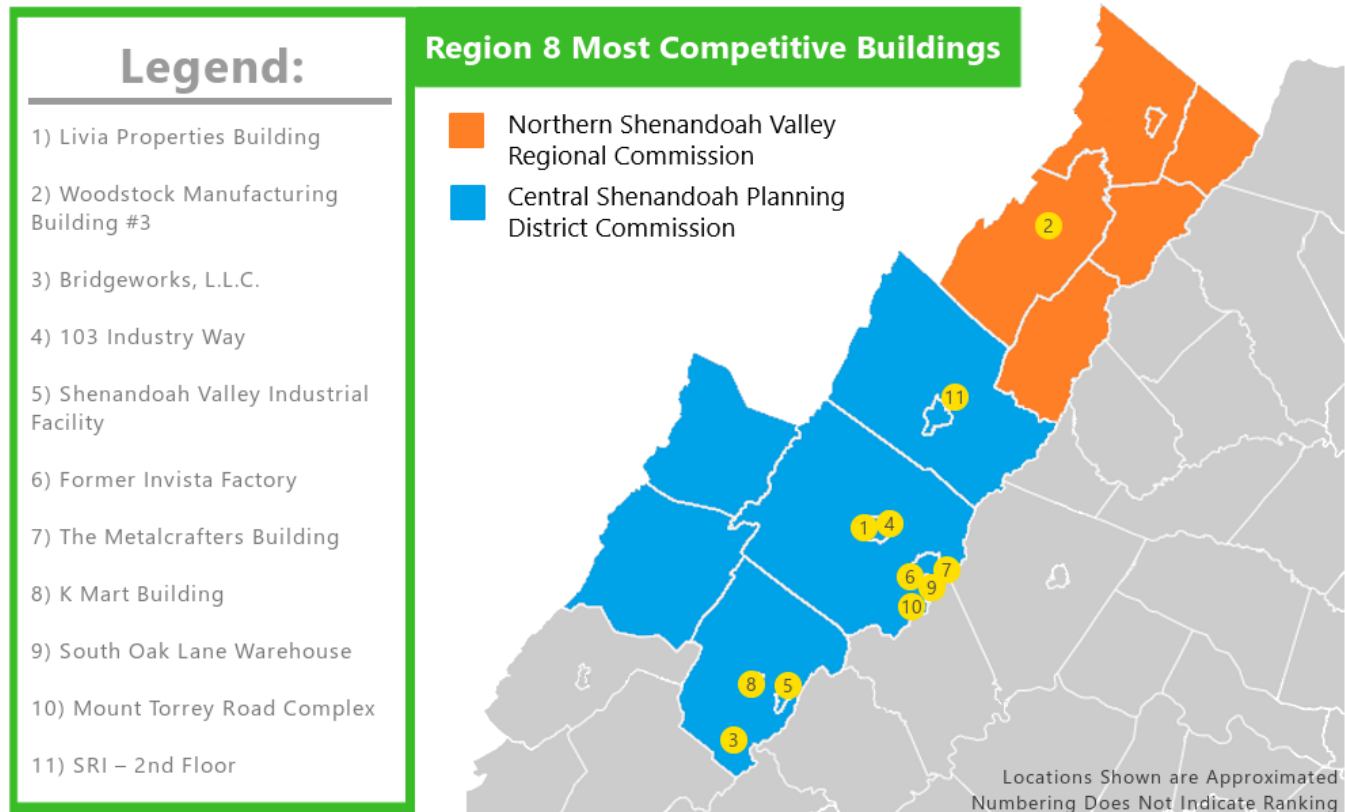 Legend:
1) Livia Properties Building
2) Woodstock Manufacturing
Building #3
3) Bridgeworks, L.L.C.
4) 103 Industry Way
5) Shenandoah Valley Industrial
Facility
6) Former Invista Factory
7) The Metalcrafters Building
8) K Mart Building
9) South Oak Lane Warehouse
10) Mount Torrey Road Complex
11) SRI – 2nd Floor
Region 8 Most Competitive Buildings
Northern Shenandoah Valley
Regional Commission
Central Shenandoah Planning
District Commission
2
11
1
4
7
6
9
10
8
5
3
Locations Shown are Approximated
Numbering Does Not Indicate Ranking